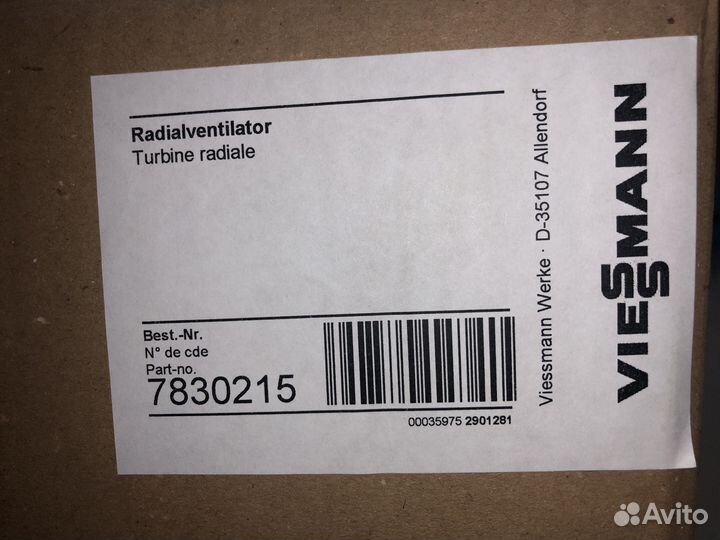 Radialventilator
Turbine radiale
Best.-Nr.
N° de cde
Part-no.
7830215
00035975 2901281
Viessmann Werke · D-35107 Allendorf
VIESSMANN
Avito